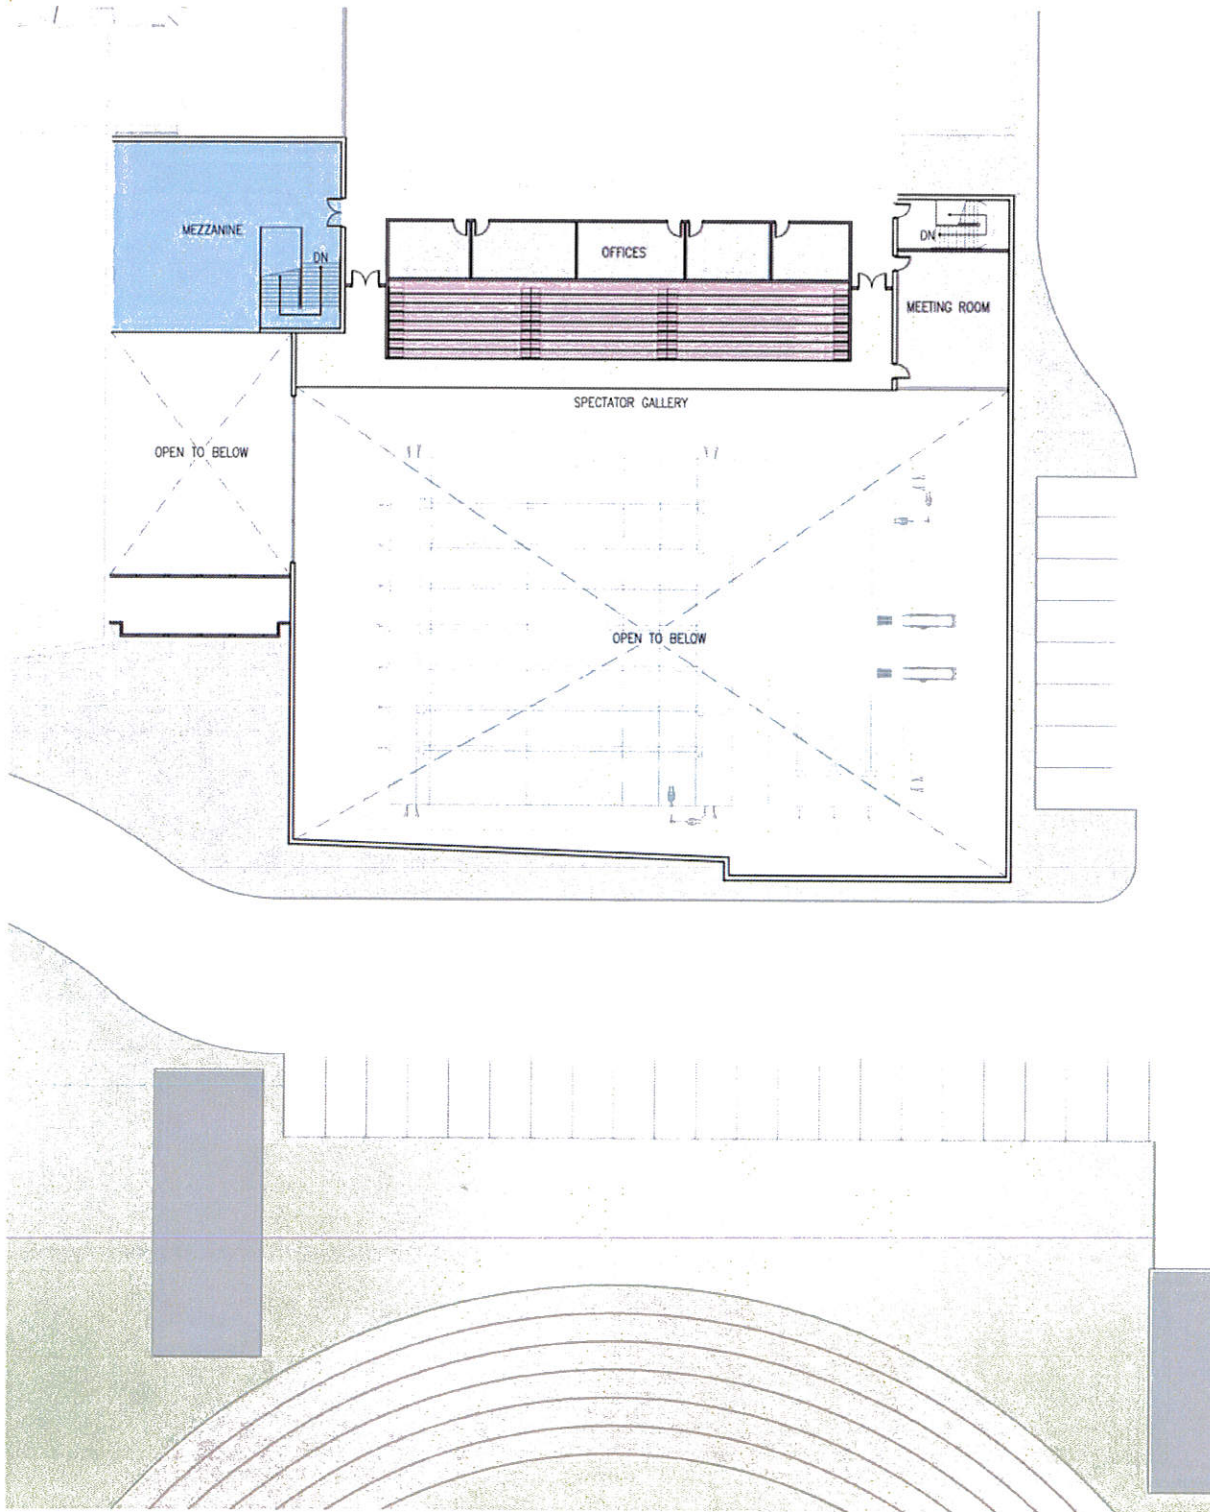 MEZZANINE
DN
OFFICES
DN
MEETING ROOM
SPECTATOR GALLERY
OPEN TO BELOW
OPEN TO BELOW